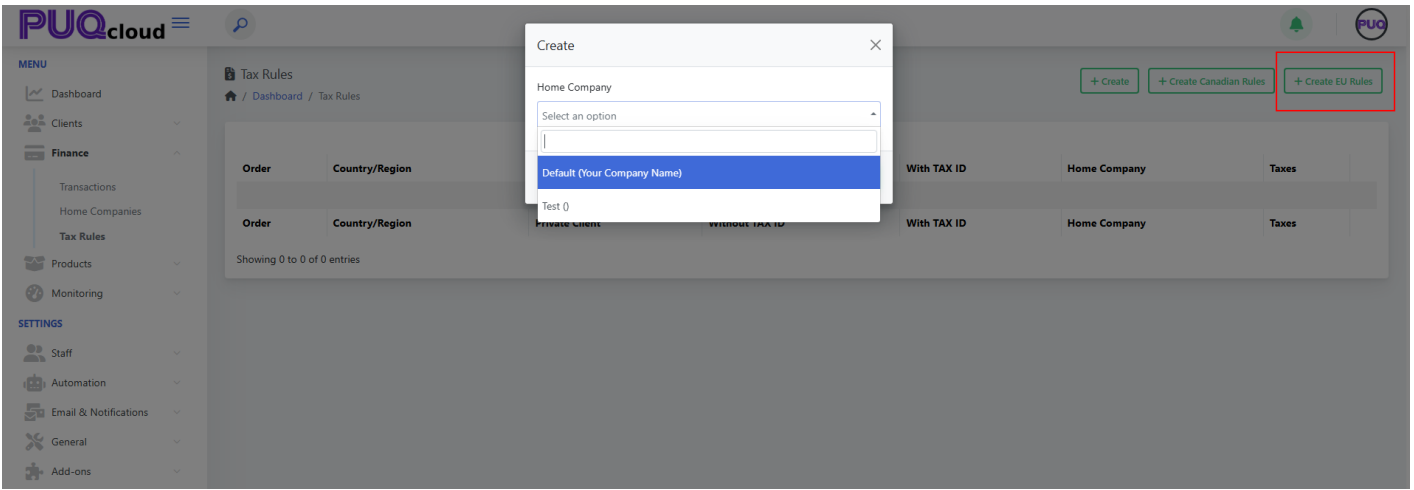 PUQcloud
PUQ
MENU
Dashboard
Clients
Finance
Transactions
Home Companies
Tax Rules
Products
Monitoring
SETTINGS
Staff
Automation
Email & Notifications
General
Add-ons
Tax Rules
/ Dashboard / Tax Rules
+ Create
+ Create Canadian Rules
+ Create EU Rules
Create
Home Company
Select an option
Default (Your Company Name)
Test ()
Order Country/Region With TAX ID Home Company Taxes
Order Country/Region Private Client Without TAX ID With TAX ID Home Company Taxes
Showing 0 to 0 of 0 entries